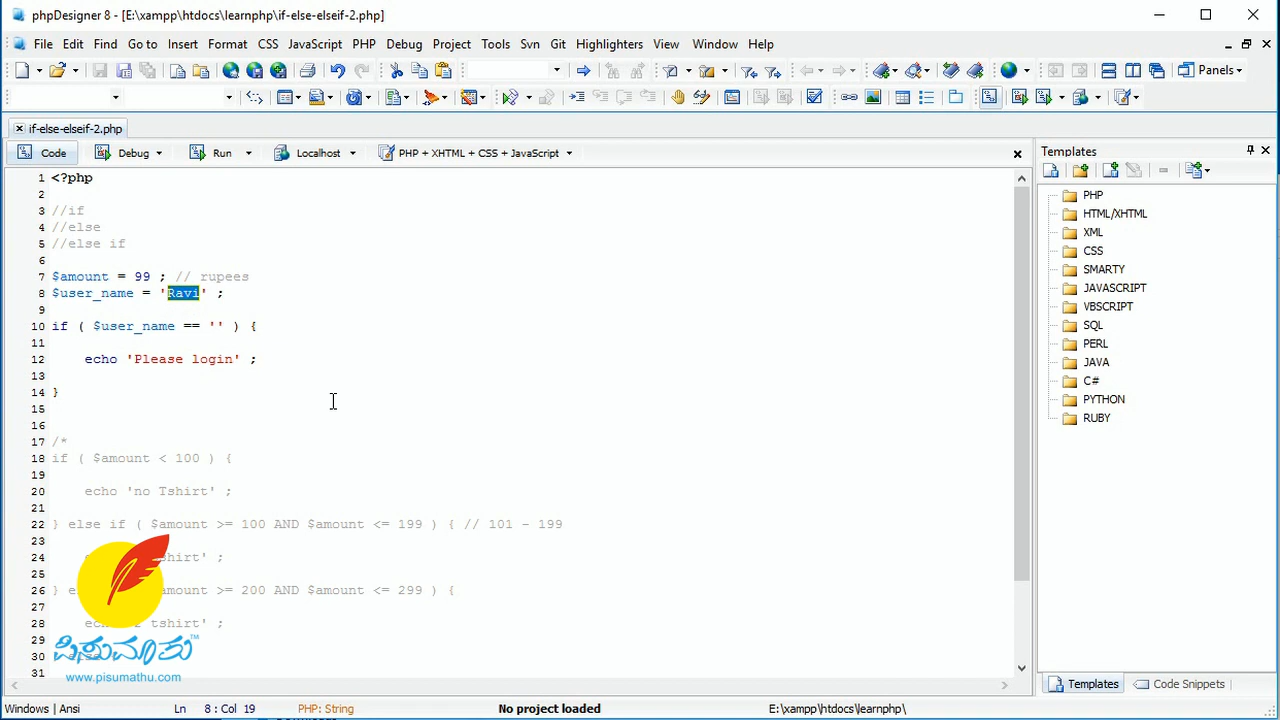 phpDesigner 8 - [E:\xampp\htdocs\learnphp\if-else-elseif-2.php]
File Edit Find Go to Insert Format CSS JavaScript PHP Debug Project Tools Svn Git Highlighters View Window Help
Panels
if-else-elseif-2.php
Code Debug Run Localhost PHP + XHTML + CSS + JavaScript
1 <?php
2
3 //if
4 //else
5 //else if
6
7 $amount = 99 ; // rupees
8 $user_name = 'Ravi' ;
9
10 if ( $user_name == '' ) {
11
12 echo 'Please login' ;
13
14 }
15
16
17 /*
18 if ( $amount < 100 ) {
19
20 echo 'no Tshirt' ;
21
22 } else if ( $amount >= 100 AND $amount <= 199 ) { // 101 - 199
23
24 shirt' ;
25
26 } amount >= 200 AND $amount <= 299 ) {
27
28 tshirt' ;
29
30
31
ಪಿಸುಮಾತು™
www.pisumathu.com
Templates
PHP
HTML/XHTML
XML
CSS
SMARTY
JAVASCRIPT
VBSCRIPT
SQL
PERL
JAVA
C#
PYTHON
RUBY
Templates Code Snippets
Windows | Ansi Ln 8 : Col 19 PHP: String No project loaded E:\xampp\htdocs\learnphp\